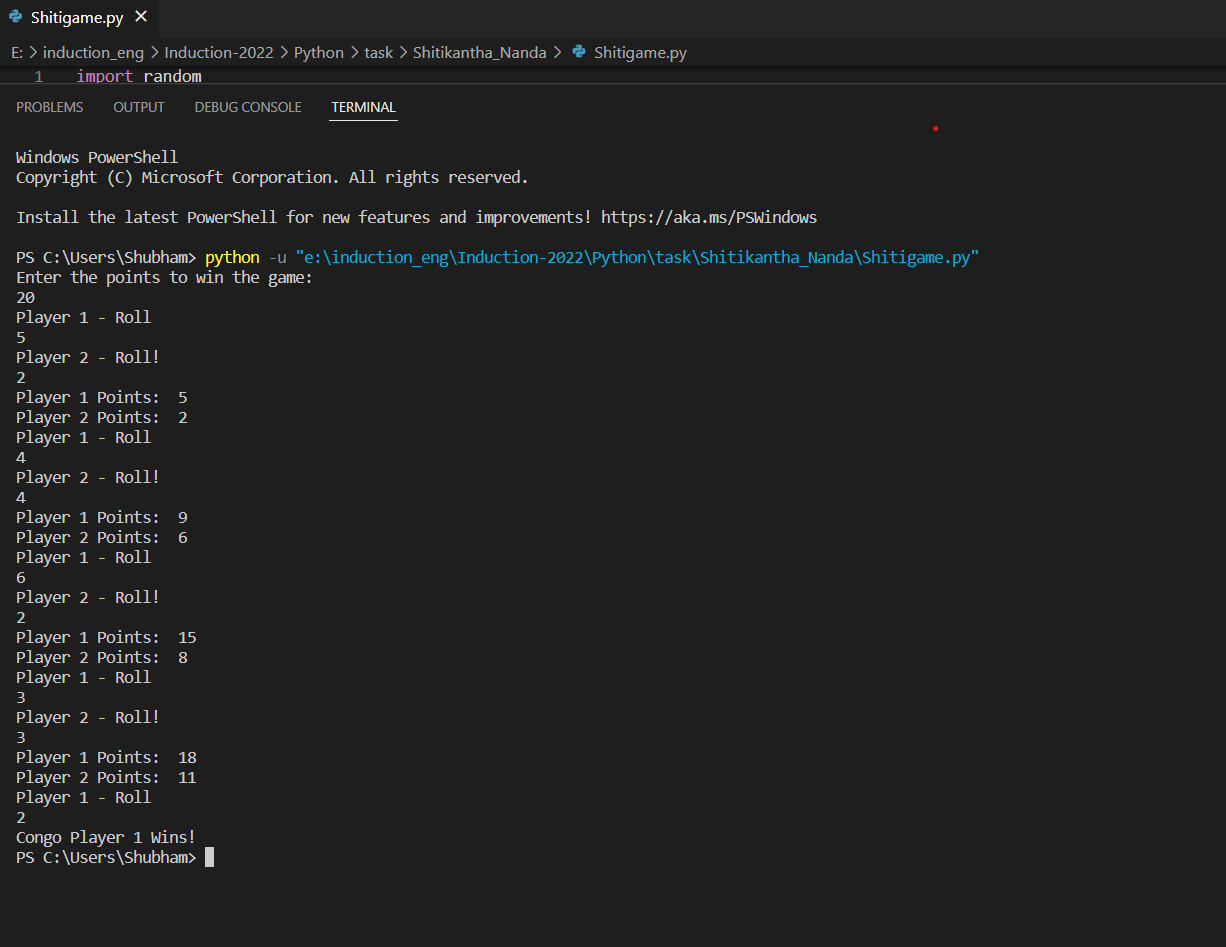 Shitigame.py
E: > induction_eng > Induction-2022 > Python > task > Shitikantha_Nanda > Shitigame.py
1 import random
PROBLEMS OUTPUT DEBUG CONSOLE TERMINAL
Windows PowerShell
Copyright (C) Microsoft Corporation. All rights reserved.
Install the latest PowerShell for new features and improvements! https://aka.ms/PSWindows
PS C:\Users\Shubham> python -u "e:\induction_eng\Induction-2022\Python\task\Shitikantha_Nanda\Shitigame.py"
Enter the points to win the game:
20
Player 1 - Roll
5
Player 2 - Roll!
2
Player 1 Points:  5
Player 2 Points:  2
Player 1 - Roll
4
Player 2 - Roll!
4
Player 1 Points:  9
Player 2 Points:  6
Player 1 - Roll
6
Player 2 - Roll!
2
Player 1 Points:  15
Player 2 Points:  8
Player 1 - Roll
3
Player 2 - Roll!
3
Player 1 Points:  18
Player 2 Points:  11
Player 1 - Roll
2
Congo Player 1 Wins!
PS C:\Users\Shubham>